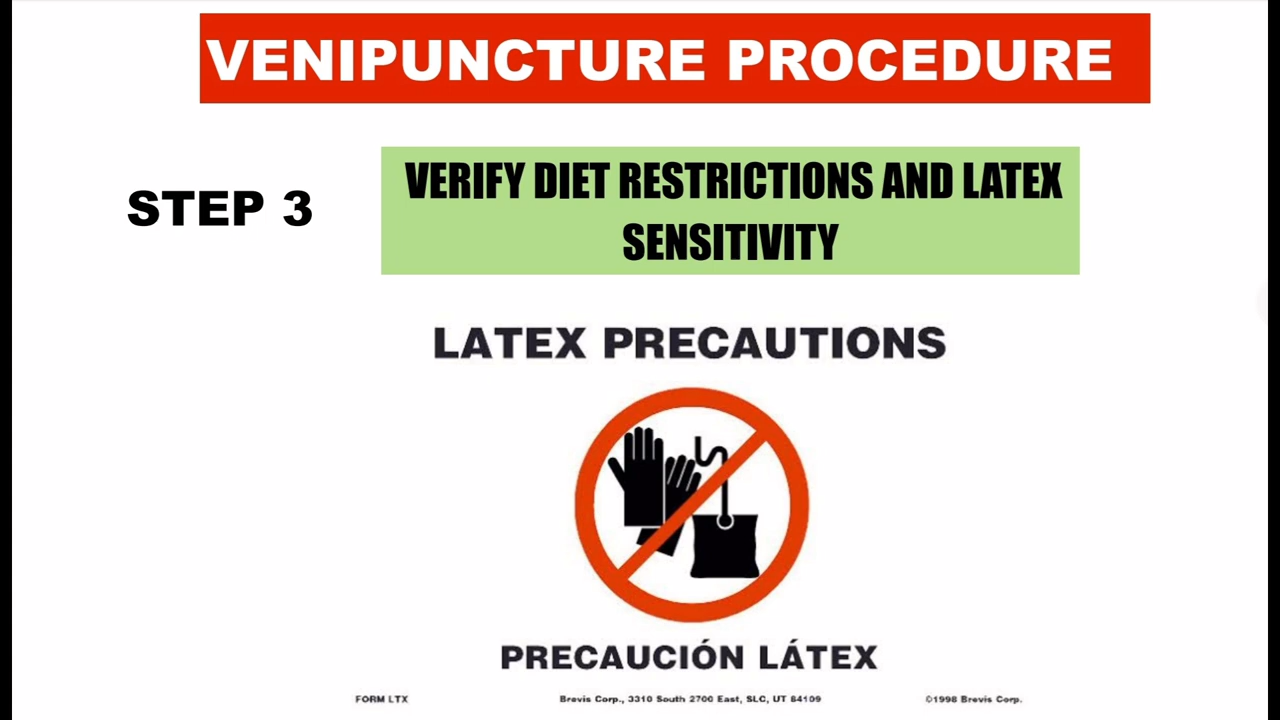 VENIPUNCTURE PROCEDURE
STEP 3
VERIFY DIET RESTRICTIONS AND LATEX
SENSITIVITY
LATEX PRECAUTIONS
PRECAUCIÓN LÁTEX
FORM LTX
Brevis Corp., 3310 South 2700 East, SLC, UT 84109
©1998 Brevis Corp.